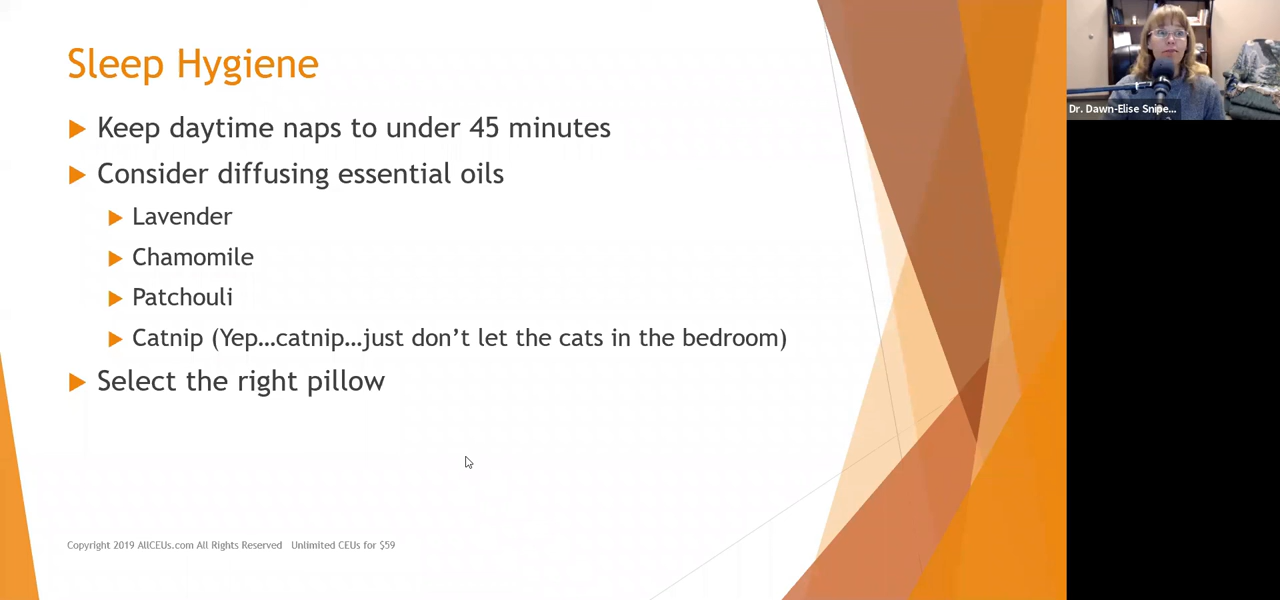 Sleep Hygiene
Keep daytime naps to under 45 minutes
Consider diffusing essential oils
Lavender
Chamomile
Patchouli
Catnip (Yep…catnip…just don’t let the cats in the bedroom)
Select the right pillow
Copyright 2019 AllCEUs.com All Rights Reserved Unlimited CEUs for $59
Dr. Dawn-Elise Snipe...